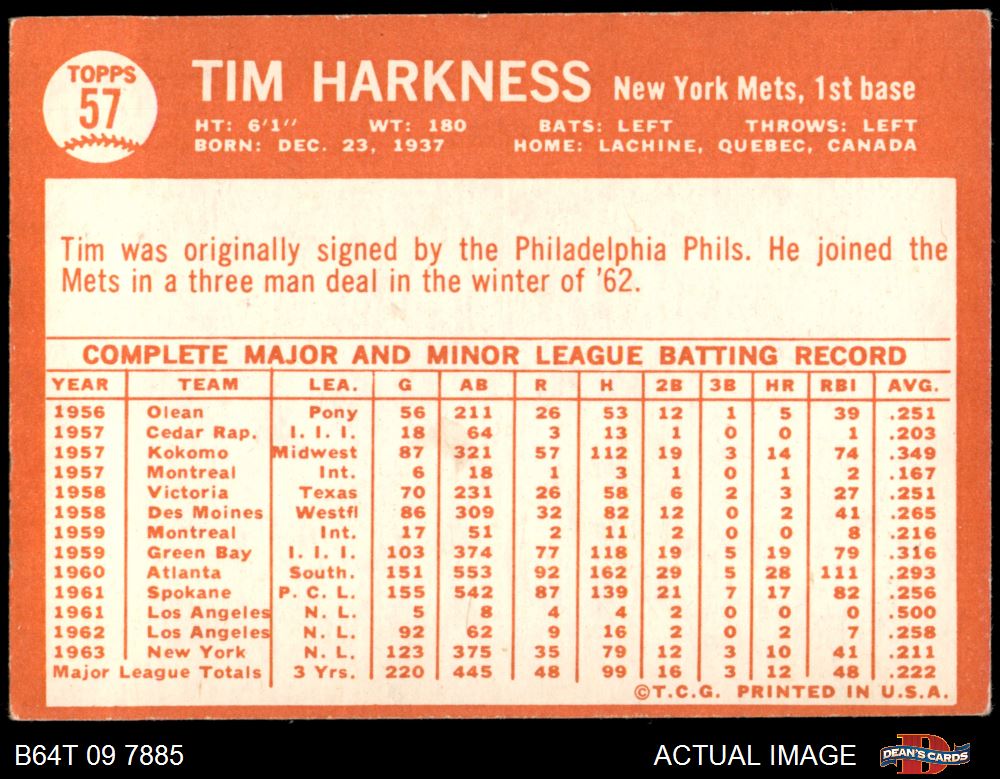 TOPPS
57
TIM HARKNESS New York Mets, 1st base
HT: 6'1" WT: 180 BATS: LEFT THROWS: LEFT
BORN: DEC. 23, 1937 HOME: LACHINE, QUEBEC, CANADA
Tim was originally signed by the Philadelphia Phils. He joined the
Mets in a three man deal in the winter of '62.
COMPLETE MAJOR AND MINOR LEAGUE BATTING RECORD
YEAR TEAM LEA. G AB R H 2B 3B HR RBI AVG.
1956 Olean Pony 56 211 26 53 12 1 5 39 .251
1957 Cedar Rap. I. I. I. 18 64 3 13 1 0 0 1 .203
1957 Kokomo Midwest 87 321 57 112 19 3 14 74 .349
1957 Montreal Int. 6 18 1 3 1 0 1 2 .167
1958 Victoria Texas 70 231 26 58 6 2 3 27 .251
1958 Des Moines Westfl 86 309 32 82 12 0 2 41 .265
1959 Montreal Int. 17 51 2 11 2 0 0 8 .216
1959 Green Bay I. I. I. 103 374 77 118 19 5 19 79 .316
1960 Atlanta South. 151 553 92 162 29 5 28 111 .293
1961 Spokane P. C. L. 155 542 87 139 21 7 17 82 .256
1961 Los Angeles N. L. 5 8 4 4 2 0 0 0 .500
1962 Los Angeles N. L. 92 62 9 16 2 0 2 7 .258
1963 New York N. L. 123 375 35 79 12 3 10 41 .211
Major League Totals 3 Yrs. 220 445 48 99 16 3 12 48 .222
©T.C.G. PRINTED IN U.S.A.
B64T 09 7885 ACTUAL IMAGE DEAN'S CARDS